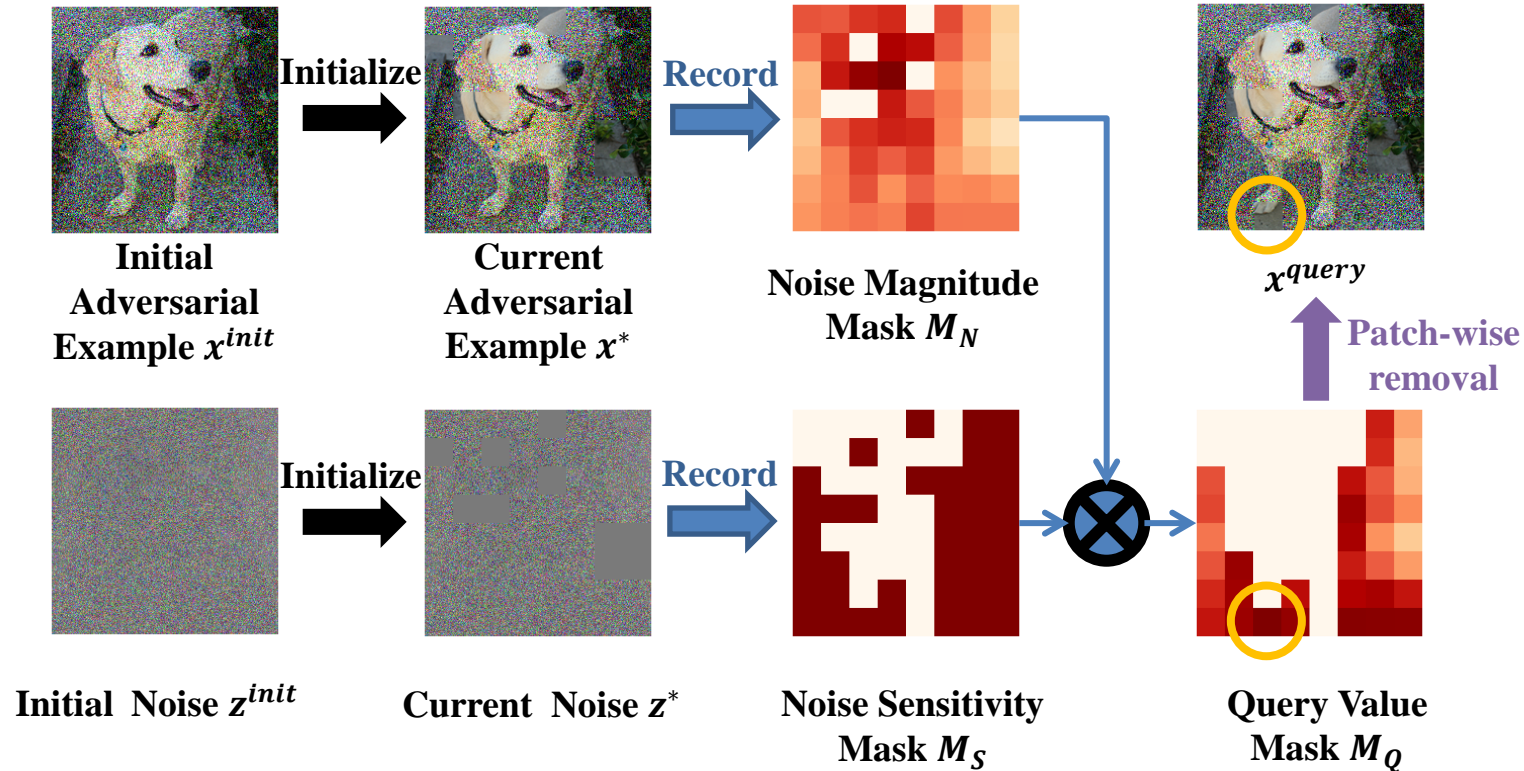 Initialize
Record
Initial
Adversarial
Example x^{init}
Current
Adversarial
Example x^*
Noise Magnitude
Mask M_N
x^{query}
Patch-wise
removal
Initialize
Record
Initial Noise z^{init}
Current Noise z^*
Noise Sensitivity
Mask M_S
Query Value
Mask M_Q